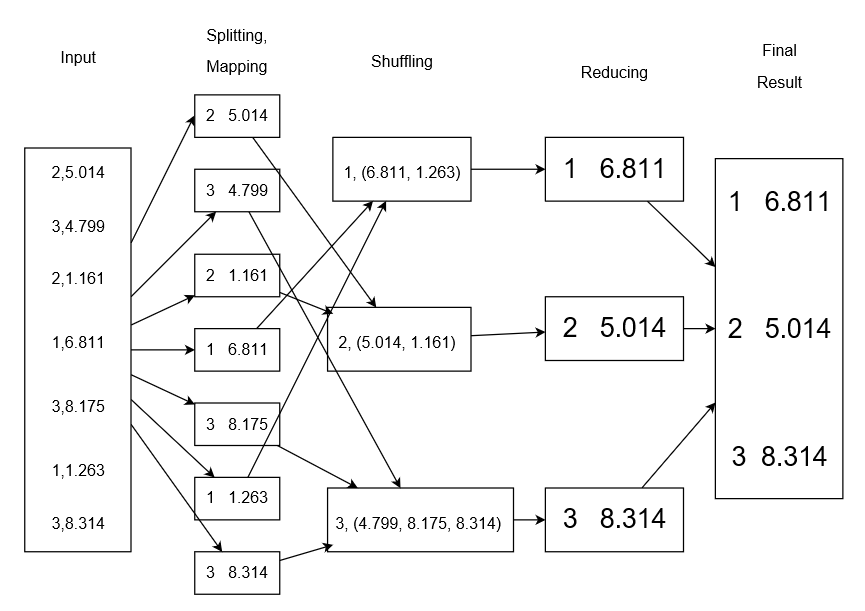 Input
Splitting,
Mapping
Shuffling
Reducing
Final
Result
2,5.014
3,4.799
2,1.161
1,6.811
3,8.175
1,1.263
3,8.314
2 5.014
3 4.799
2 1.161
1 6.811
3 8.175
1 1.263
3 8.314
1, (6.811, 1.263)
2, (5.014, 1.161)
3, (4.799, 8.175, 8.314)
1 6.811
2 5.014
3 8.314
1 6.811
2 5.014
3 8.314